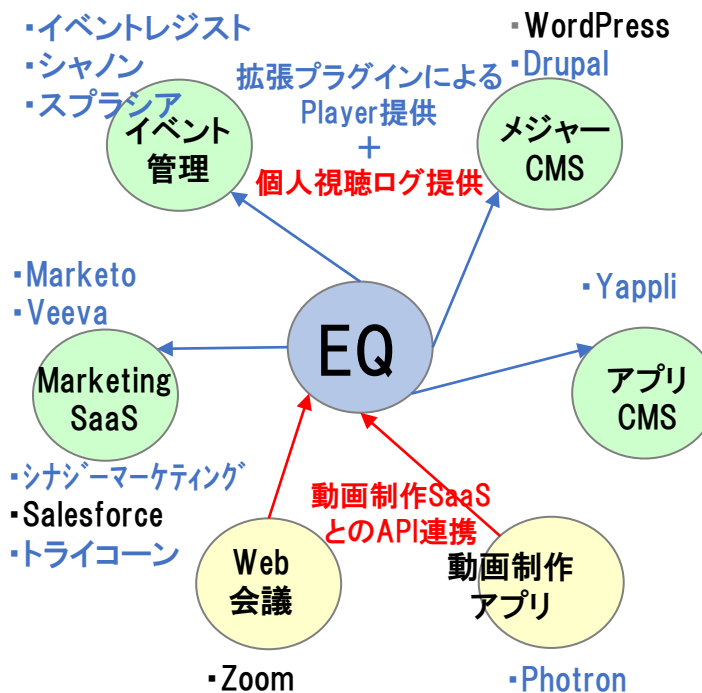 ・イベントレジスト
・シャノン
・スプラシア
イベント
管理
拡張プラグインによる
Player提供
＋
個人視聴ログ提供
・WordPress
・Drupal
メジャー
CMS
・Marketo
・Veeva
Marketing
SaaS
・シナジーマーケティング
・Salesforce
・トライコーン
EQ
・Yappli
アプリ
CMS
動画制作SaaS
とのAPI連携
Web
会議
・Zoom
動画制作
アプリ
・Photron